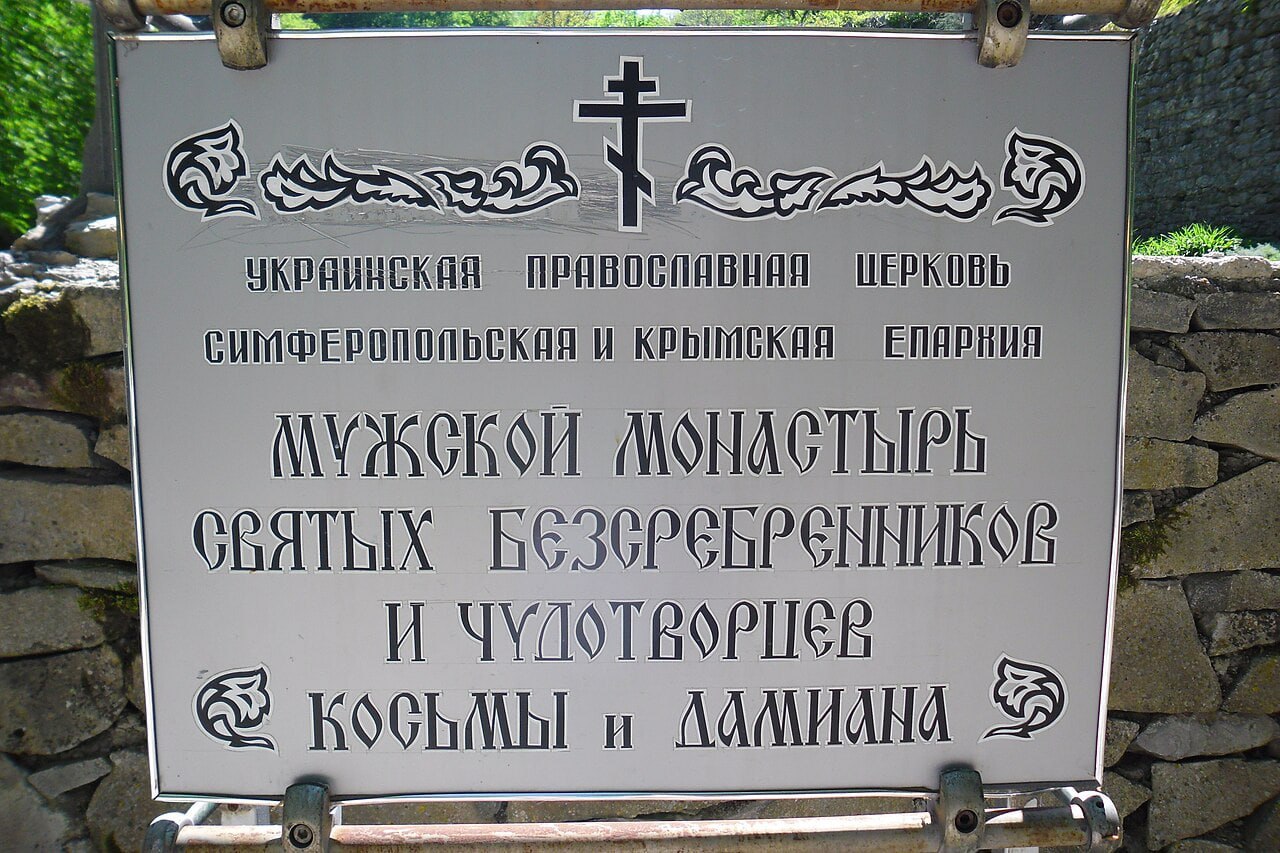 УКРАИНСКАЯ ПРАВОСЛАВНАЯ ЦЕРКОВЬ
СИМФЕРОПОЛЬСКАЯ И КРЫМСКАЯ ЕПАРХИЯ
МУЖСКОЙ МОНАСТЫРЬ
СВЯТЫХ БЕЗСРЕБРЕННИКОВ
И ЧУДОТВОРЦЕВ
КОСЬМЫ И ДАМИАНА